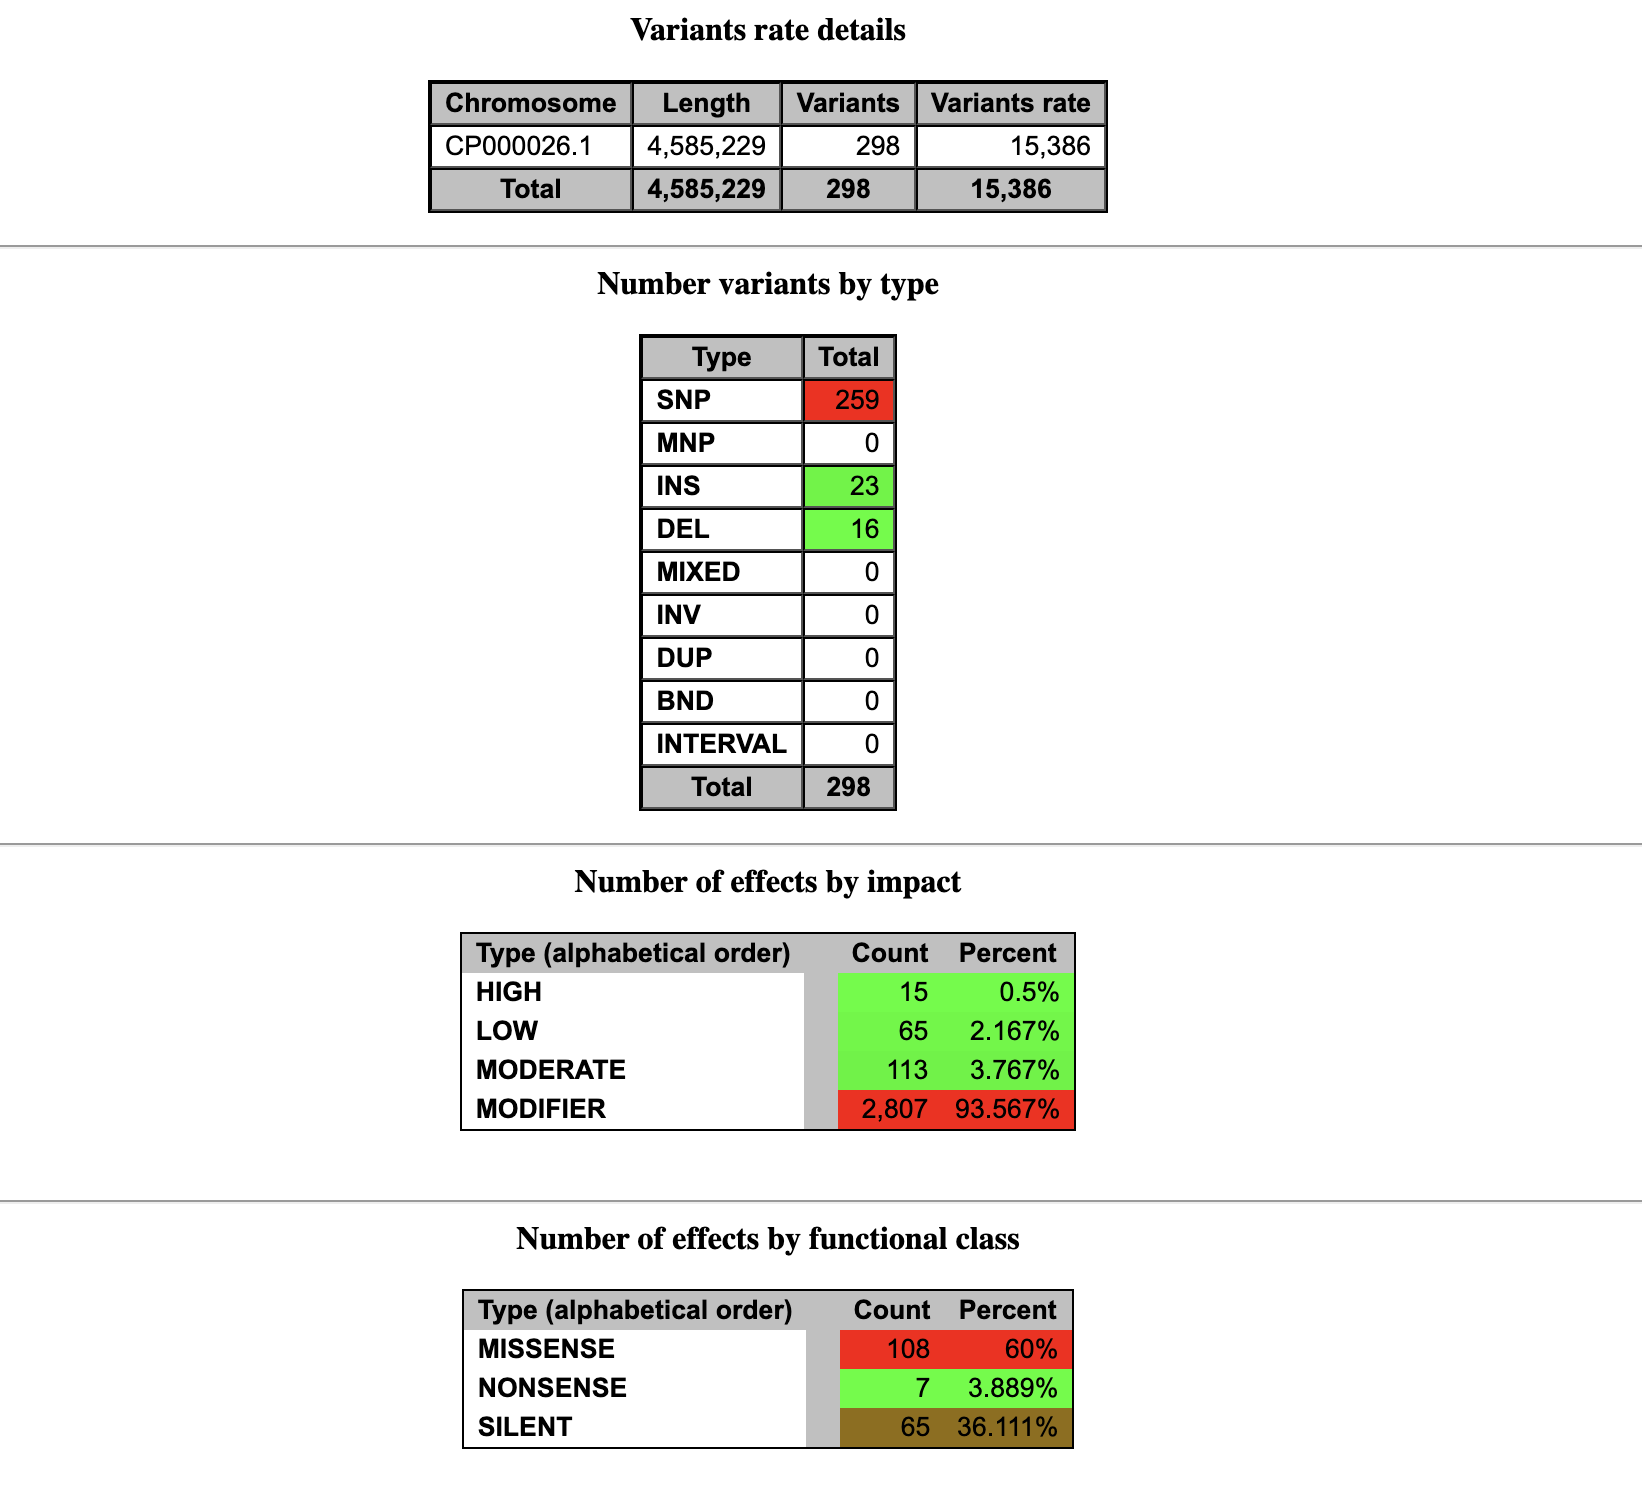 Variants rate details
Chromosome Length Variants Variants rate
CP000026.1 4,585,229 298 15,386
Total 4,585,229 298 15,386
Number variants by type
Type Total
SNP 259
MNP 0
INS 23
DEL 16
MIXED 0
INV 0
DUP 0
BND 0
INTERVAL 0
Total 298
Number of effects by impact
Type (alphabetical order) Count Percent
HIGH 15 0.5%
LOW 65 2.167%
MODERATE 113 3.767%
MODIFIER 2,807 93.567%
Number of effects by functional class
Type (alphabetical order) Count Percent
MISSENSE 108 60%
NONSENSE 7 3.889%
SILENT 65 36.111%